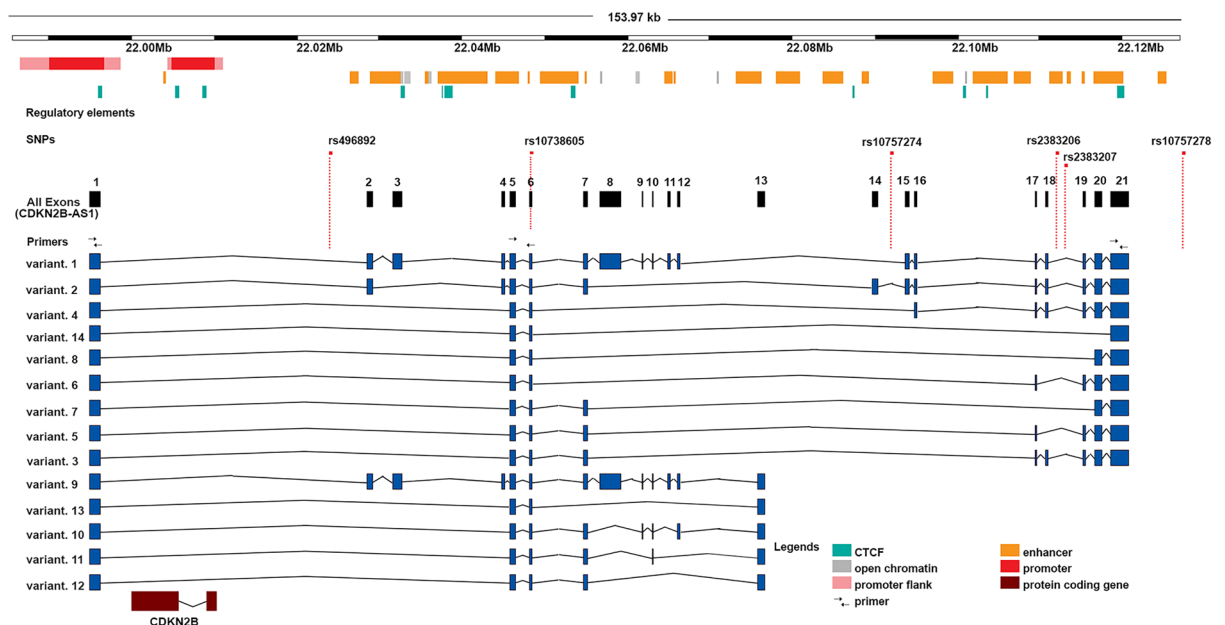 153.97 kb
22.00Mb 22.02Mb 22.04Mb 22.06Mb 22.08Mb 22.10Mb 22.12Mb
Regulatory elements
SNPs
rs496892 rs10738605 rs10757274 rs2383206 rs10757278
rs2383207
1 2 3 4 5 6 7 8 9 10 11 12 13 14 15 16 17 18 19 20 21
All Exons
(CDKN2B-AS1)
Primers
variant. 1
variant. 2
variant. 4
variant. 14
variant. 8
variant. 6
variant. 7
variant. 5
variant. 3
variant. 9
variant. 13
variant. 10
variant. 11
variant. 12
CDKN2B
Legends
CTCF
open chromatin
promoter flank
primer
enhancer
promoter
protein coding gene